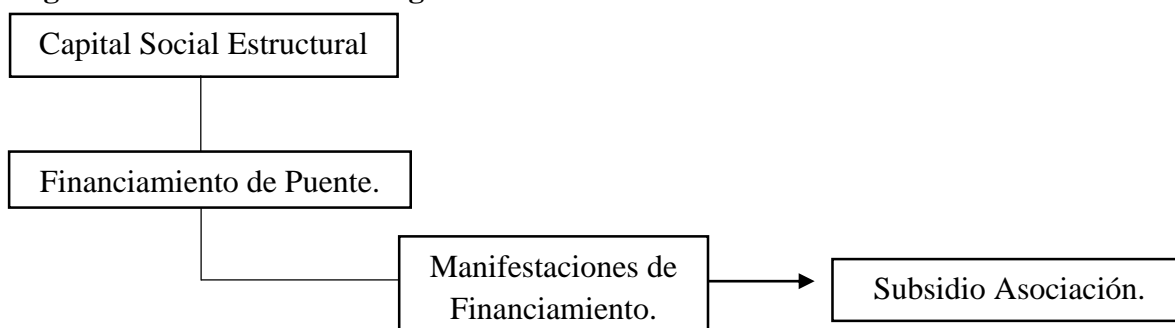 Capital Social Estructural
Financiamiento de Puente.
Manifestaciones de
Financiamiento.
Subsidio Asociación.